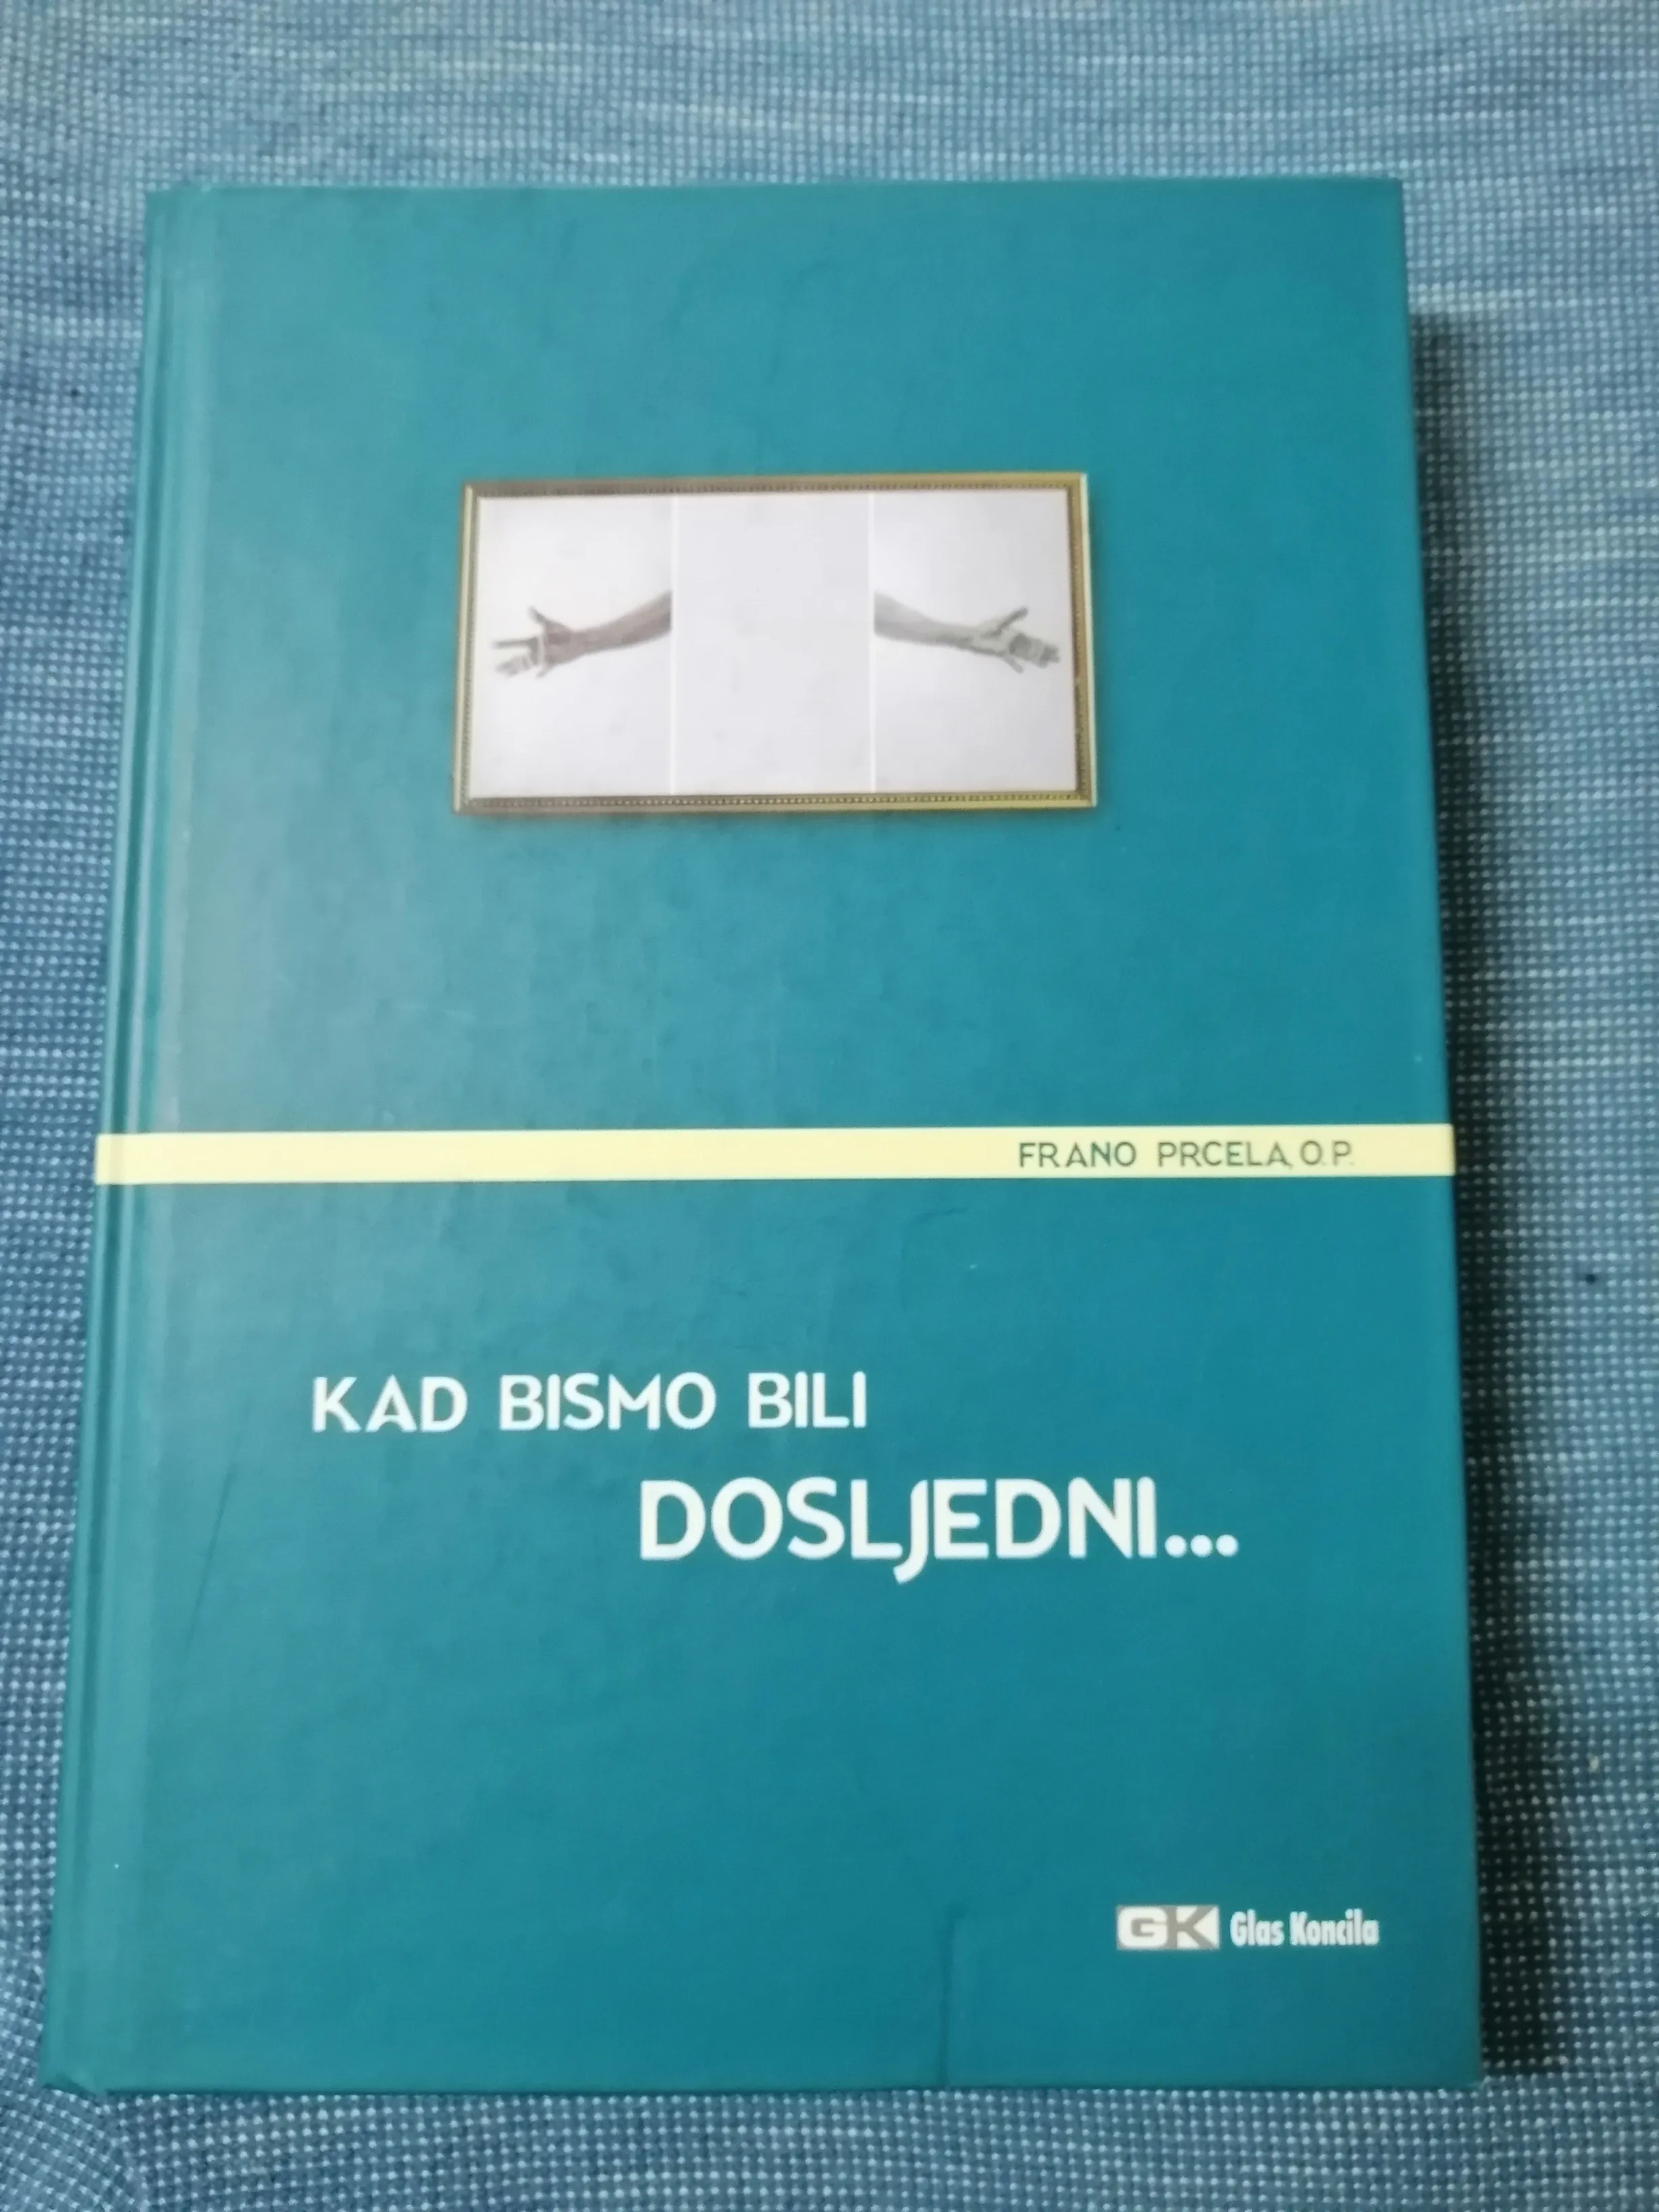 FRANO PRCELA, O.P.
KAD BISMO BILI
DOSLJEDNI...
GK Glas Koncila